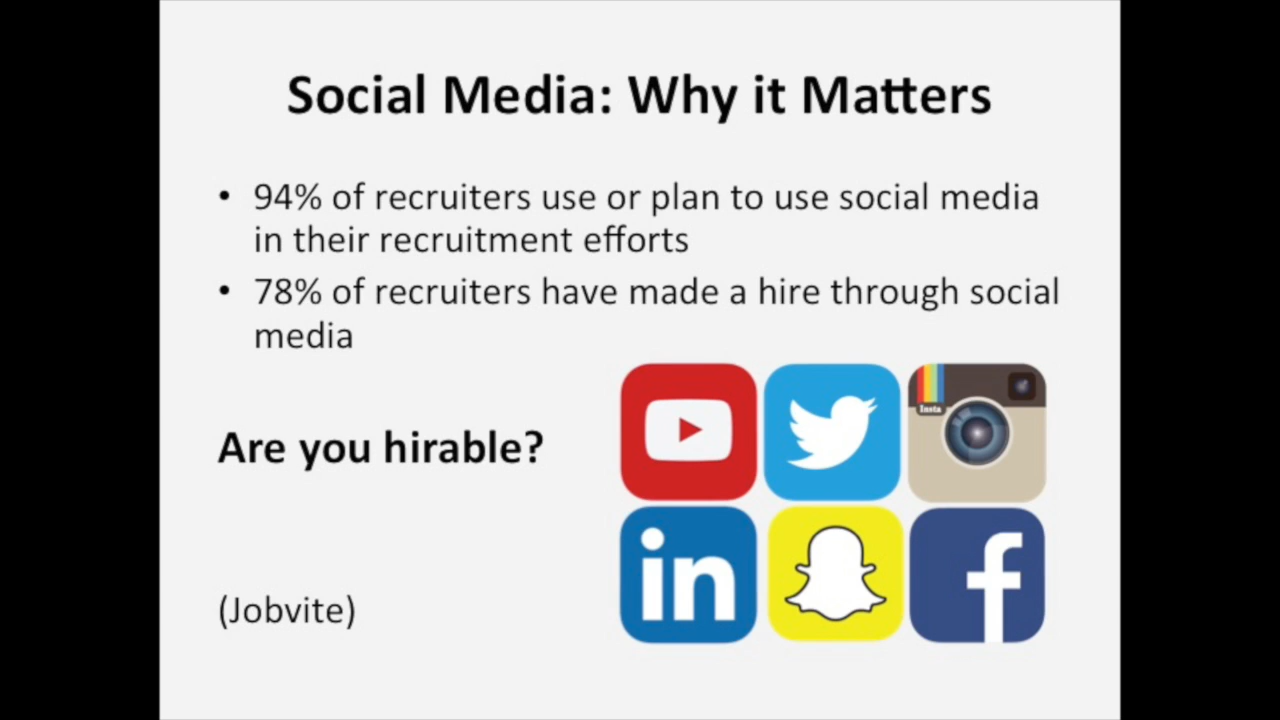 Social Media: Why it Matters
• 94% of recruiters use or plan to use social media
in their recruitment efforts
• 78% of recruiters have made a hire through social
media
Are you hirable?
Insta
in
f
(Jobvite)